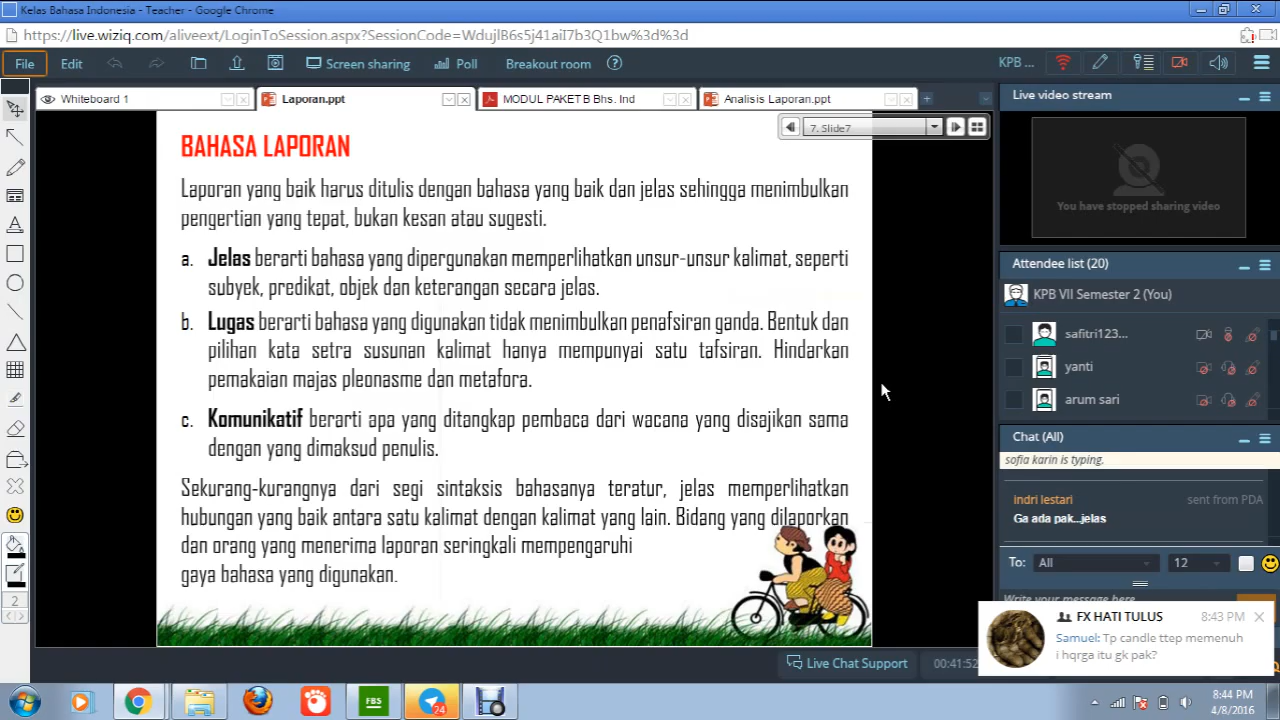 Kelas Bahasa Indonesia - Teacher - Google Chrome
https://live.wiziq.com/aliveext/LoginToSession.aspx?SessionCode=WdujlB6s5j41aiI7b3Q1bw%3d%3d
File Edit Screen sharing Poll Breakout room KPB ...
Whiteboard 1 Laporan.ppt MODUL PAKET B Bhs. Ind Analisis Laporan.ppt
7. Slide7
BAHASA LAPORAN
Laporan yang baik harus ditulis dengan bahasa yang baik dan jelas sehingga menimbulkan
pengertian yang tepat, bukan kesan atau sugesti.
a. Jelas berarti bahasa yang dipergunakan memperlihatkan unsur-unsur kalimat, seperti
subyek, predikat, objek dan keterangan secara jelas.
b. Lugas berarti bahasa yang digunakan tidak menimbulkan penafsiran ganda. Bentuk dan
pilihan kata setra susunan kalimat hanya mempunyai satu tafsiran. Hindarkan
pemakaian majas pleonasme dan metafora.
c. Komunikatif berarti apa yang ditangkap pembaca dari wacana yang disajikan sama
dengan yang dimaksud penulis.
Sekurang-kurangnya dari segi sintaksis bahasanya teratur, jelas memperlihatkan
hubungan yang baik antara satu kalimat dengan kalimat yang lain. Bidang yang dilaporkan
dan orang yang menerima laporan seringkali mempengaruhi
gaya bahasa yang digunakan.
Live video stream
You have stopped sharing video
Attendee list (20)
KPB VII Semester 2 (You)
safitri123...
yanti
arum sari
Chat (All)
sofia karin is typing.
indri lestari sent from PDA
Ga ada pak...jelas
To: All 12
Write your message here
FX HATI TULUS 8:43 PM
Samuel: Tp candle ttep memenuh
i hqrga itu gk pak?
2
Live Chat Support 00:41:52
FBS
24
8:44 PM
4/8/2016